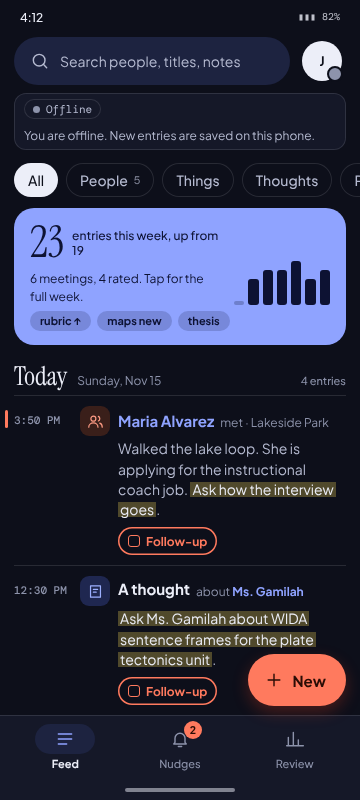 4:12
82%
Search people, titles, notes
J
Offline
You are offline. New entries are saved on this phone.
All
People 5
Things
Thoughts
23 entries this week, up from
19
6 meetings, 4 rated. Tap for the
full week.
rubric ↑
maps new
thesis
Today Sunday, Nov 15
4 entries
3:50 PM
Maria Alvarez met · Lakeside Park
Walked the lake loop. She is
applying for the instructional
coach job. Ask how the interview
goes.
Follow-up
12:30 PM
A thought about Ms. Gamilah
Ask Ms. Gamilah about WIDA
sentence frames for the plate
tectonics unit.
Follow-up
+ New
2
Feed
Nudges
Review